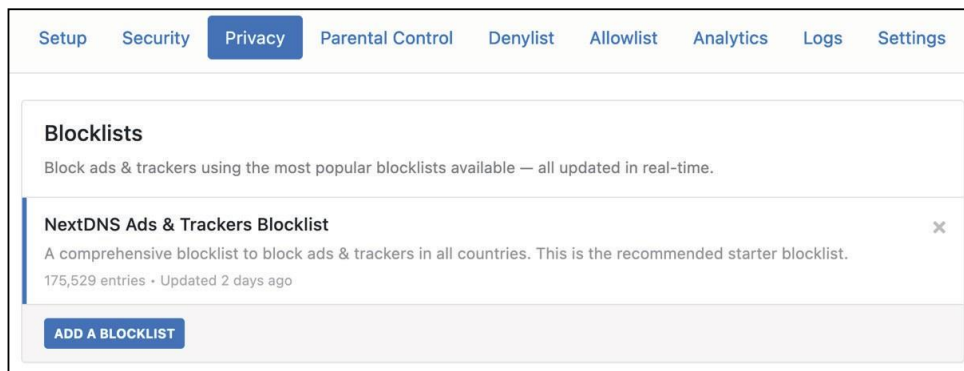 Setup Security Privacy Parental Control Denylist Allowlist Analytics Logs Settings
Blocklists
Block ads & trackers using the most popular blocklists available — all updated in real-time.
NextDNS Ads & Trackers Blocklist
A comprehensive blocklist to block ads & trackers in all countries. This is the recommended starter blocklist.
175,529 entries • Updated 2 days ago
ADD A BLOCKLIST